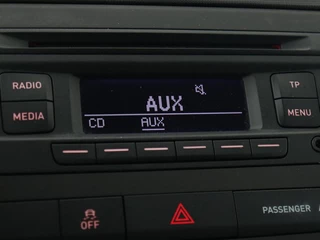 RADIO
AUX
TP
MEDIA
CD AUX
MENU
OFF
PASSENGER